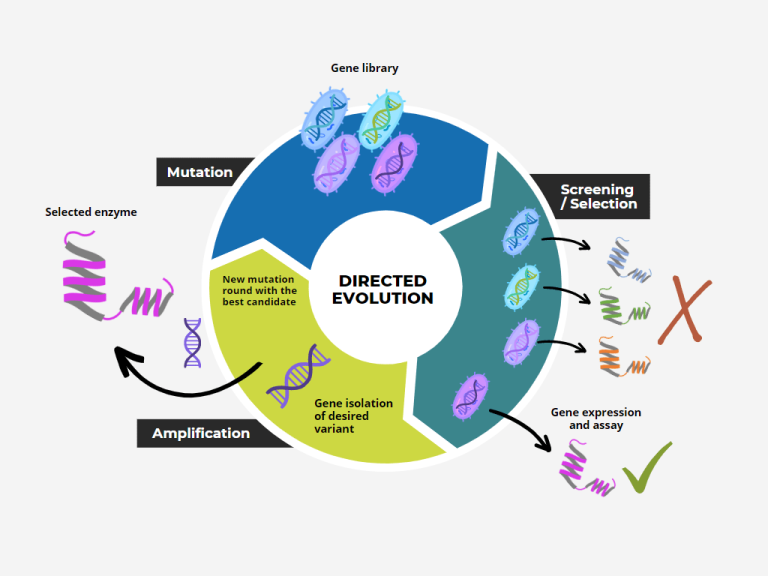 Gene library
Mutation
Screening
/ Selection
Selected enzyme
New mutation
round with the
best candidate
DIRECTED
EVOLUTION
Gene isolation
of desired
variant
Gene expression
and assay
Amplification